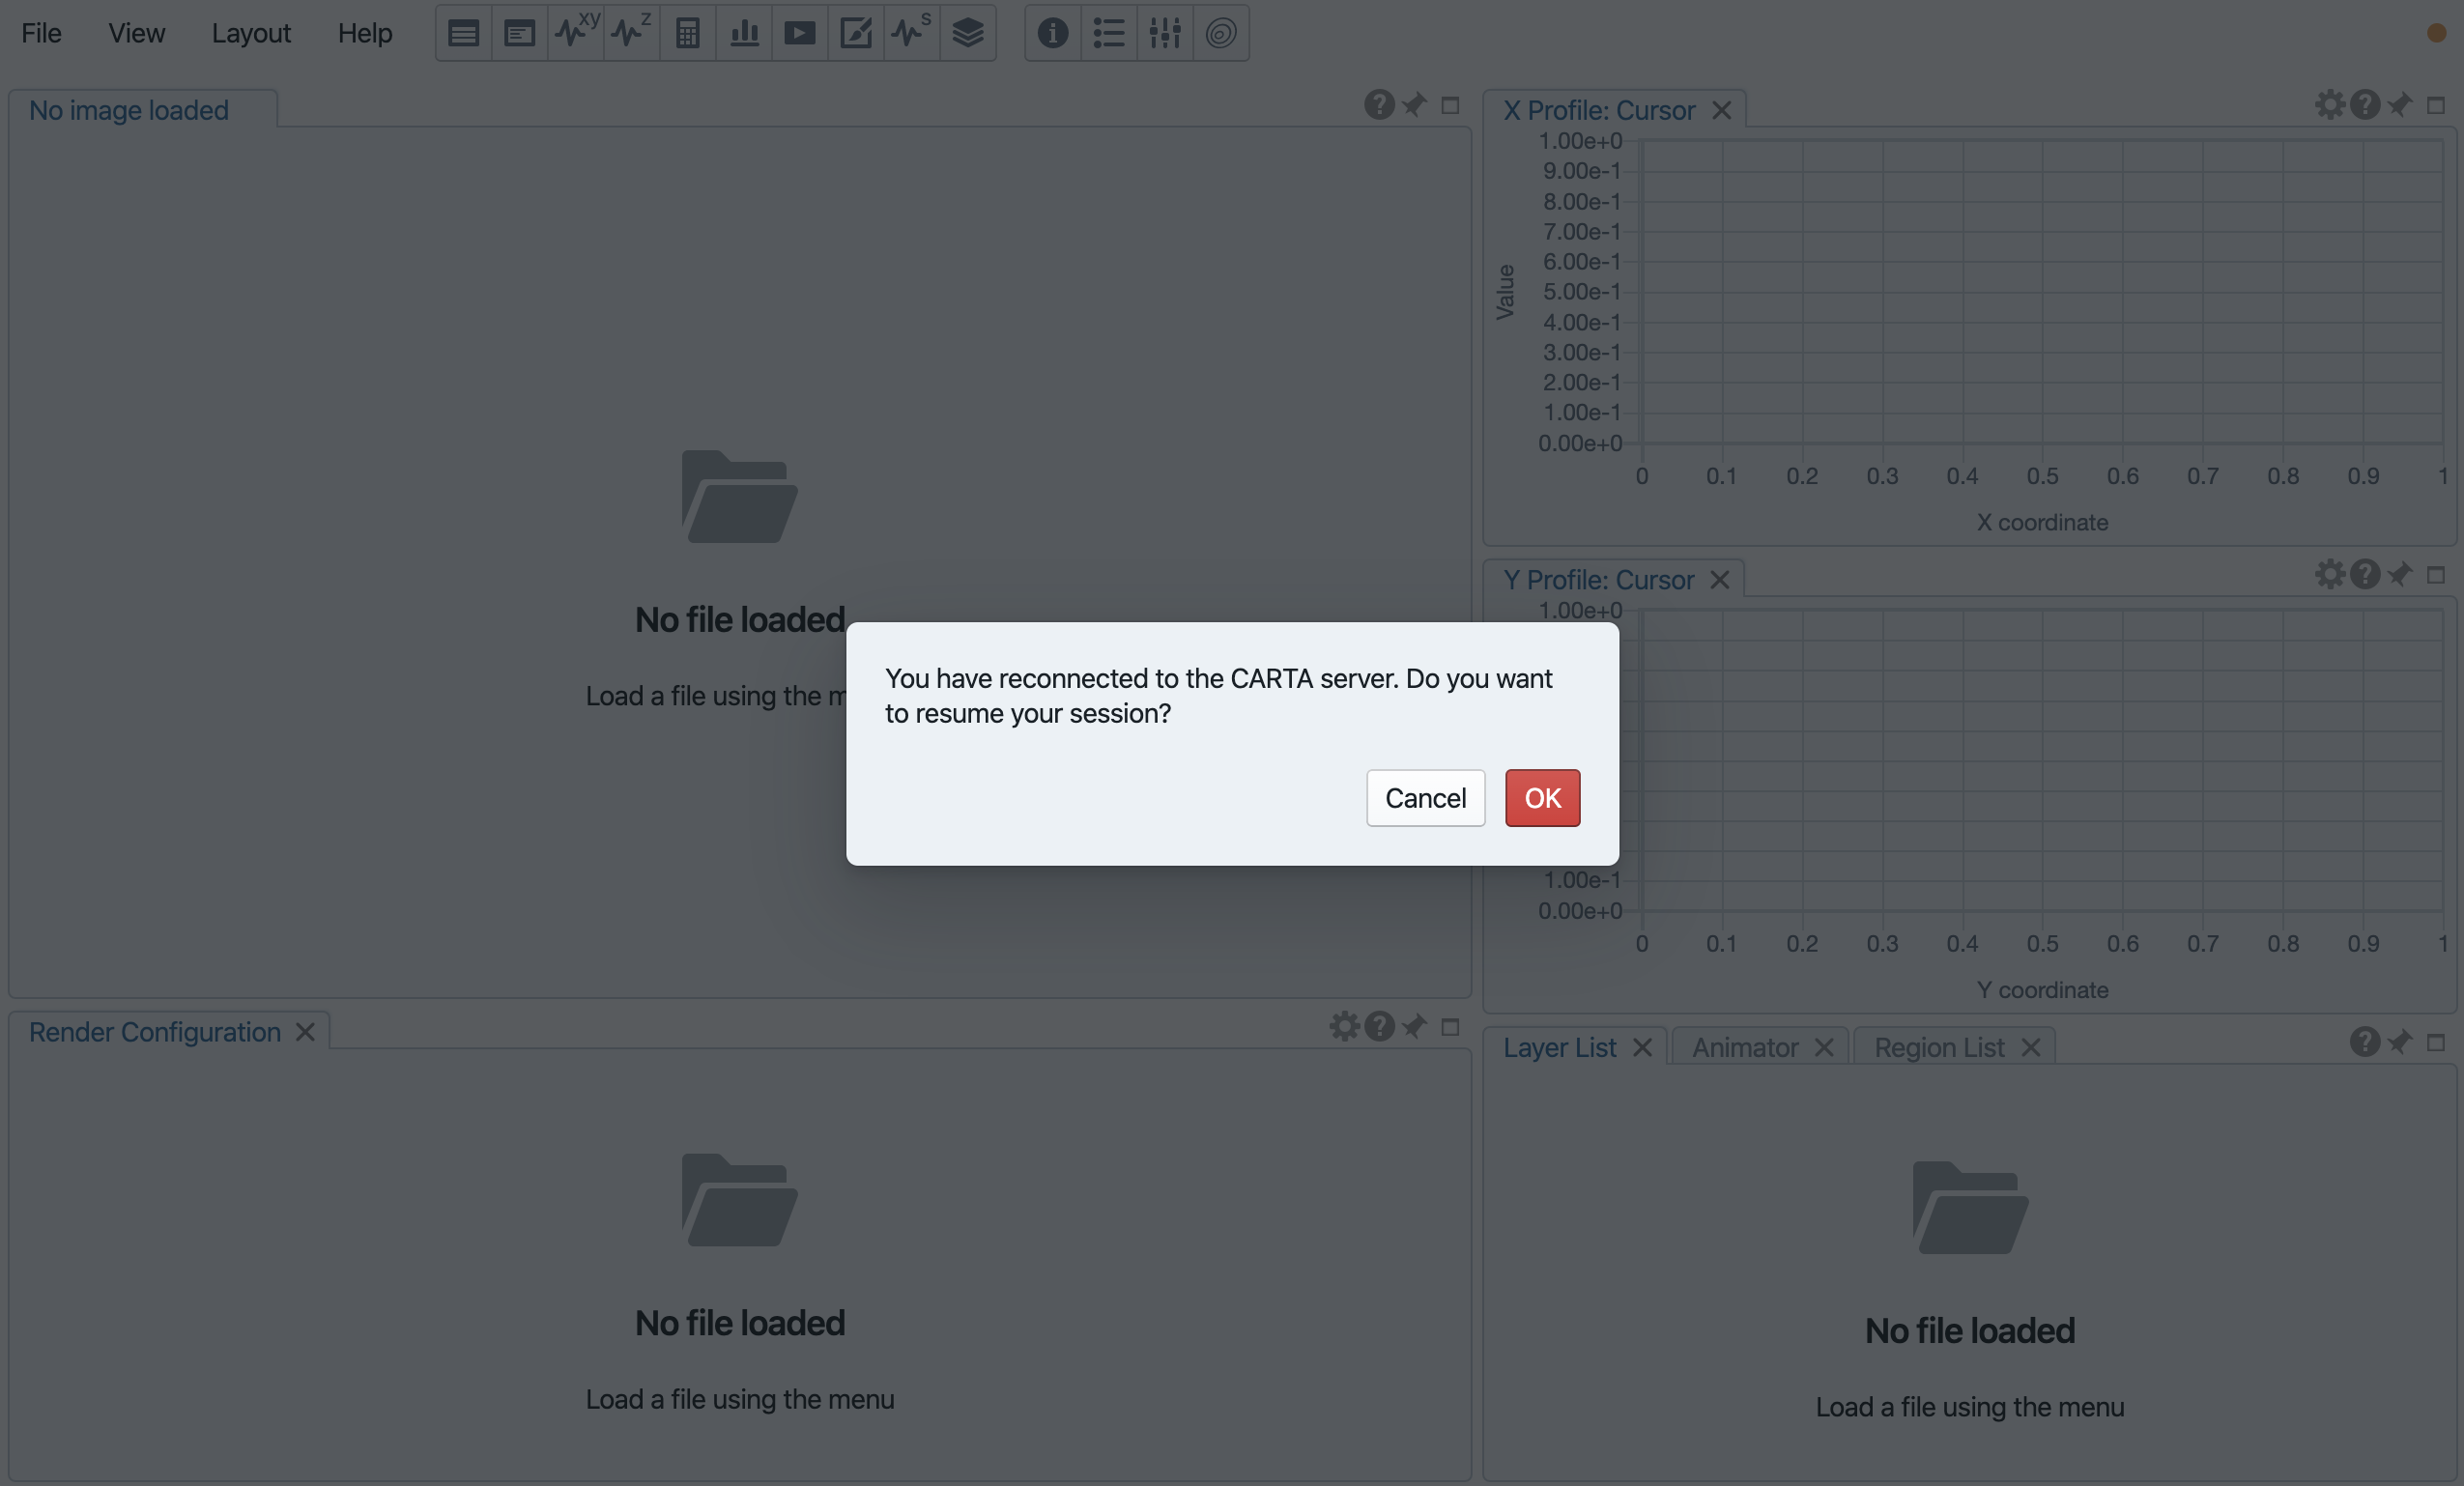 File View Layout Help
XY Z S
No image loaded
No file loaded
Load a file using the m
X Profile: Cursor
1.00e+0
9.00e-1
8.00e-1
7.00e-1
6.00e-1
5.00e-1
4.00e-1
3.00e-1
2.00e-1
1.00e-1
0.00e+0
Value
0 0.1 0.2 0.3 0.4 0.5 0.6 0.7 0.8 0.9 1
X coordinate
Y Profile: Cursor
1.00e+0
You have reconnected to the CARTA server. Do you want
to resume your session?
Cancel OK
1.00e-1
0.00e+0
0 0.1 0.2 0.3 0.4 0.5 0.6 0.7 0.8 0.9 1
Y coordinate
Render Configuration
No file loaded
Load a file using the menu
Layer List Animator Region List
No file loaded
Load a file using the menu